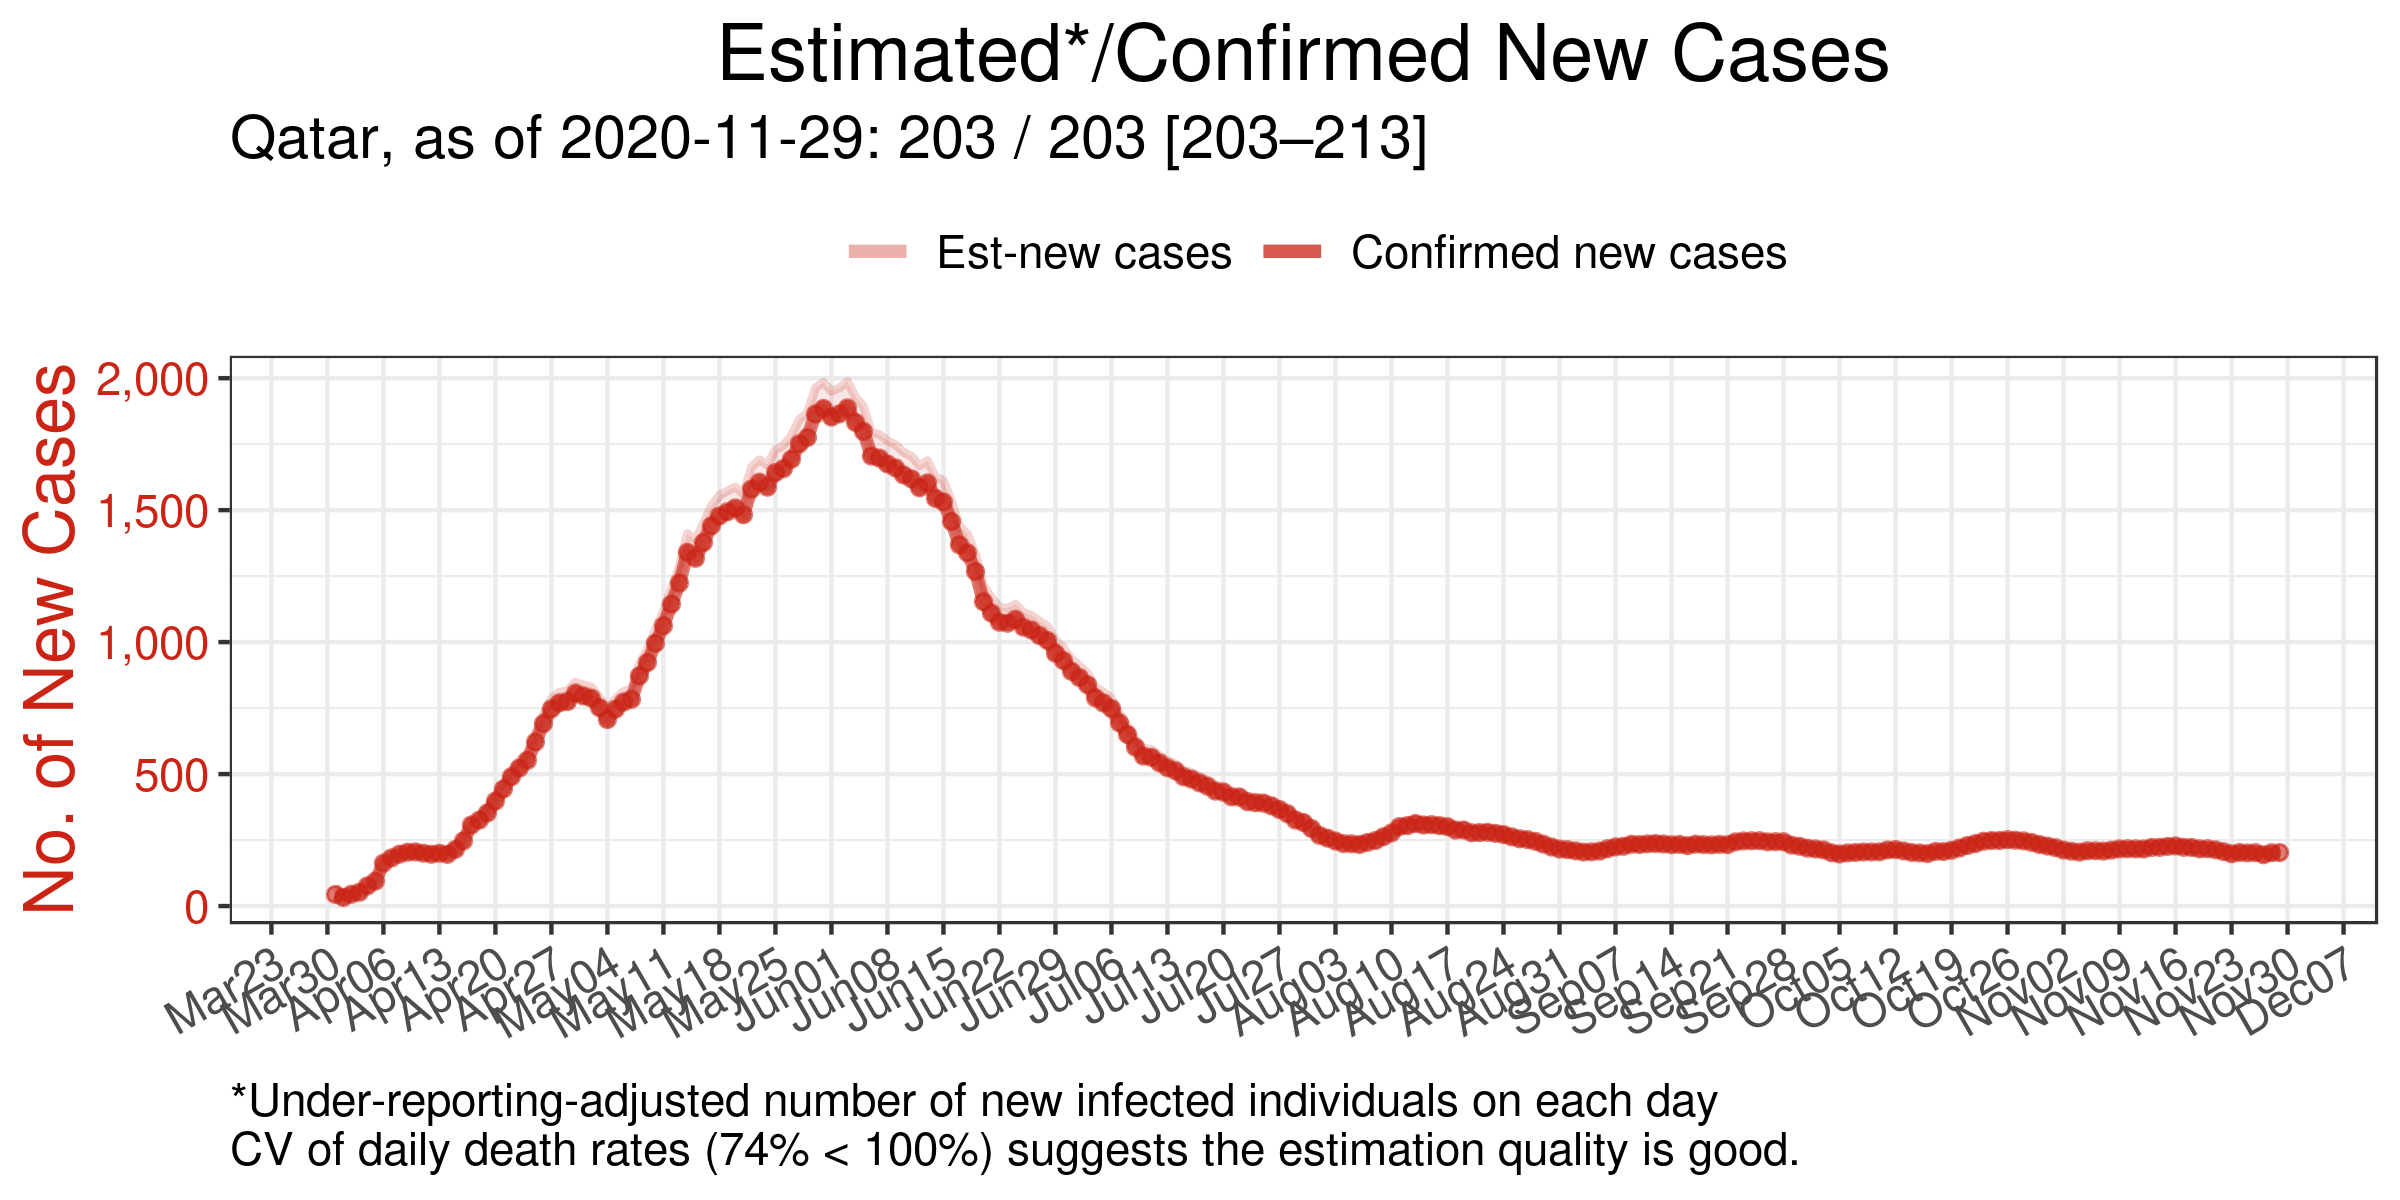 Estimated*/Confirmed New Cases
Qatar, as of 2020-11-29: 203 / 203 [203–213]
Est-new cases Confirmed new cases
No. of New Cases
2,000
1,500
1,000
500
0
Mar23 Mar30 Apr06 Apr13 Apr20 Apr27 May04 May11 May18 May25 Jun01 Jun08 Jun15 Jun22 Jun29 Jul06 Jul13 Jul20 Jul27 Aug03 Aug10 Aug17 Aug24 Aug31 Sep07 Sep14 Sep21 Sep28 Oct05 Oct12 Oct19 Oct26 Nov02 Nov09 Nov16 Nov23 Nov30 Dec07
*Under-reporting-adjusted number of new infected individuals on each day
CV of daily death rates (74% < 100%) suggests the estimation quality is good.